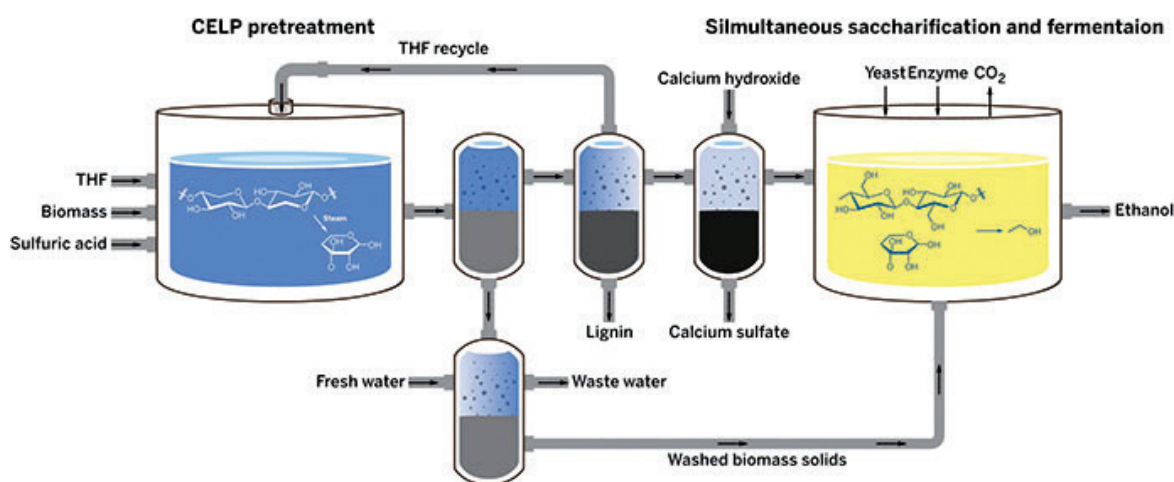 CELP pretreatment
Silmultaneous saccharification and fermentaion
THF recycle
Calcium hydroxide
Yeast Enzyme CO2
THF
Biomass
Sulfuric acid
Steam
Ethanol
Lignin
Calcium sulfate
Fresh water
Waste water
Washed biomass solids